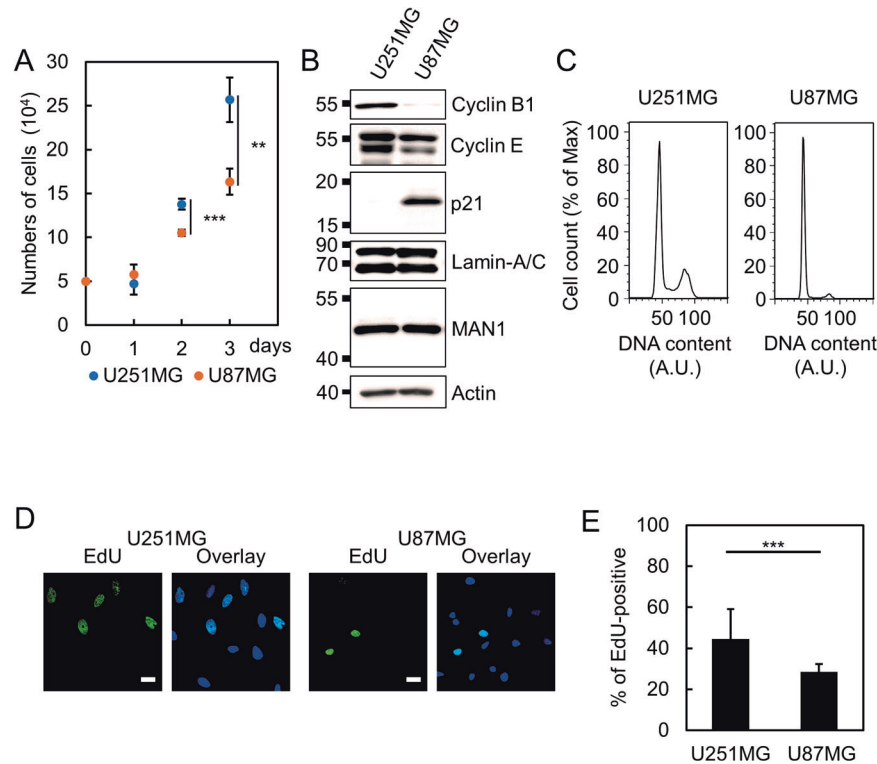 A
Numbers of cells (10⁴)
30
25
20
15
10
5
0
**
***
0 1 2 3 days
U251MG U87MG
B
U251MG U87MG
55 Cyclin B1
55 Cyclin E
20
p21
15
90
70 Lamin-A/C
55
MAN1
40
40 Actin
C
U251MG U87MG
Cell count (% of Max)
100 100
80 80
60 60
40 40
20 20
0 0
50 100 50 100
DNA content DNA content
(A.U.) (A.U.)
D
U251MG U87MG
EdU Overlay EdU Overlay
E
% of EdU-positive
100
80
60
40
20
0
***
U251MG U87MG